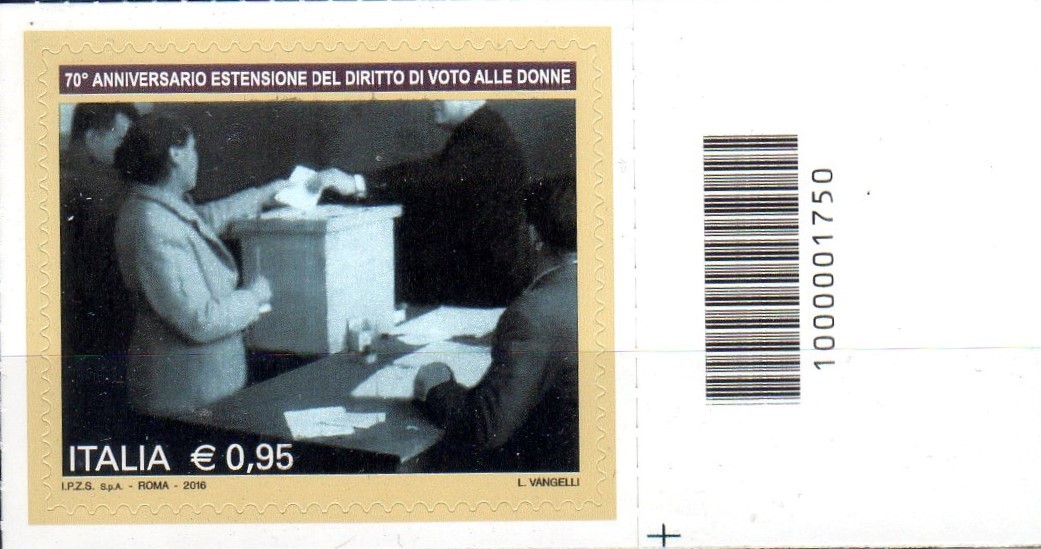 70° ANNIVERSARIO ESTENSIONE DEL DIRITTO DI VOTO ALLE DONNE
ITALIA € 0,95
I.P.Z.S. S.p.A. - ROMA - 2016
L. VANGELLI
1000001750